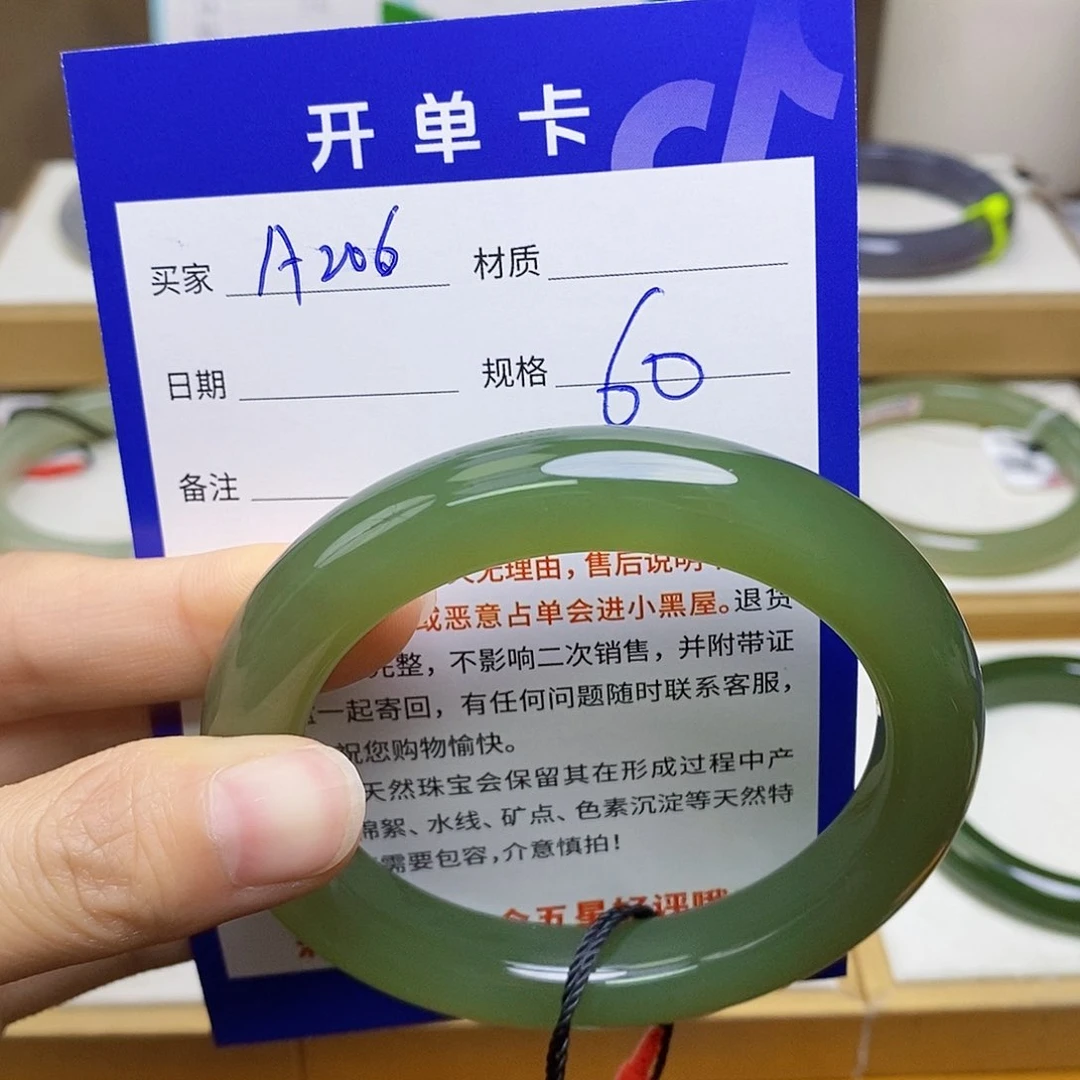 开单卡
买家 A206 材质
日期 规格 60
备注
无理由,售后说明
或恶意占单会进小黑屋。退货
完整,不影响二次销售,并附带证
一起寄回,有任何问题随时联系客服,
祝您购物愉快。
天然珠宝会保留其在形成过程中产
棉絮、水线、矿点、色素沉淀等天然特
需要包容,介意慎拍!
五星好评哦